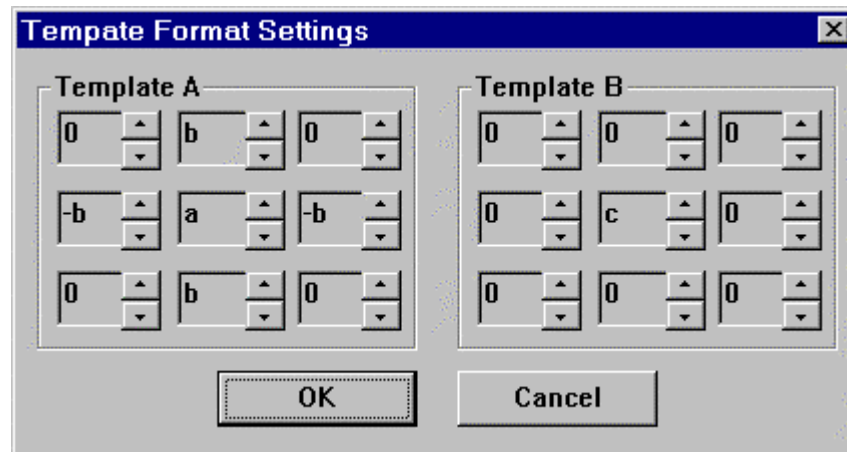 Tempate Format Settings
Template A Template B
0 b 0 0 0 0
-b a -b 0 c 0
0 b 0 0 0 0
OK Cancel